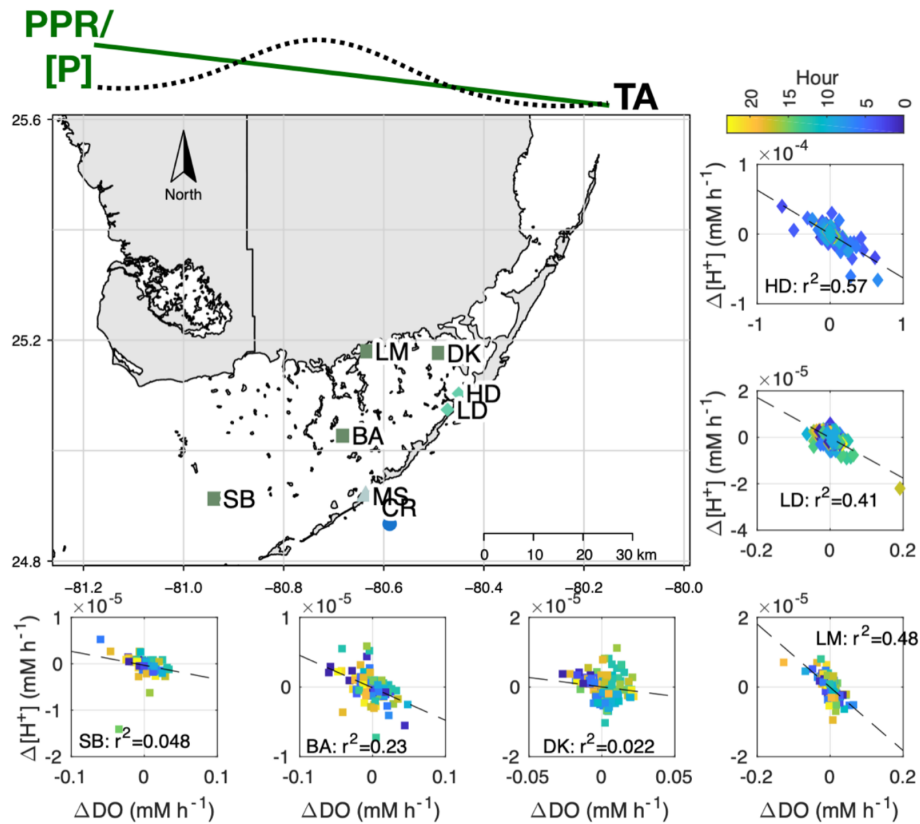 PPR/
[P]
TA
Hour
20 15 10 5 0
25.6
25.2
24.8
North
LM
DK
HD
LD
BA
SB
MS
CR
0 10 20 30 km
−81.2 −81.0 −80.8 −80.6 −80.4 −80.2 −80.0
×10⁻⁴
1
0
-1
Δ[H⁺] (mM h⁻¹)
HD: r²=0.57
-1 0 1
×10⁻⁵
2
0
-2
-4
Δ[H⁺] (mM h⁻¹)
LD: r²=0.41
-0.2 0 0.2
×10⁻⁵
1
0
-1
-2
Δ[H⁺] (mM h⁻¹)
SB: r²=0.048
-0.1 0 0.1
ΔDO (mM h⁻¹)
×10⁻⁵
1
0
-1
BA: r²=0.23
-0.1 0 0.1
ΔDO (mM h⁻¹)
×10⁻⁵
2
0
-2
DK: r²=0.022
-0.05 0 0.05
ΔDO (mM h⁻¹)
×10⁻⁵
2
0
-2
LM: r²=0.48
-0.2 0 0.2
ΔDO (mM h⁻¹)